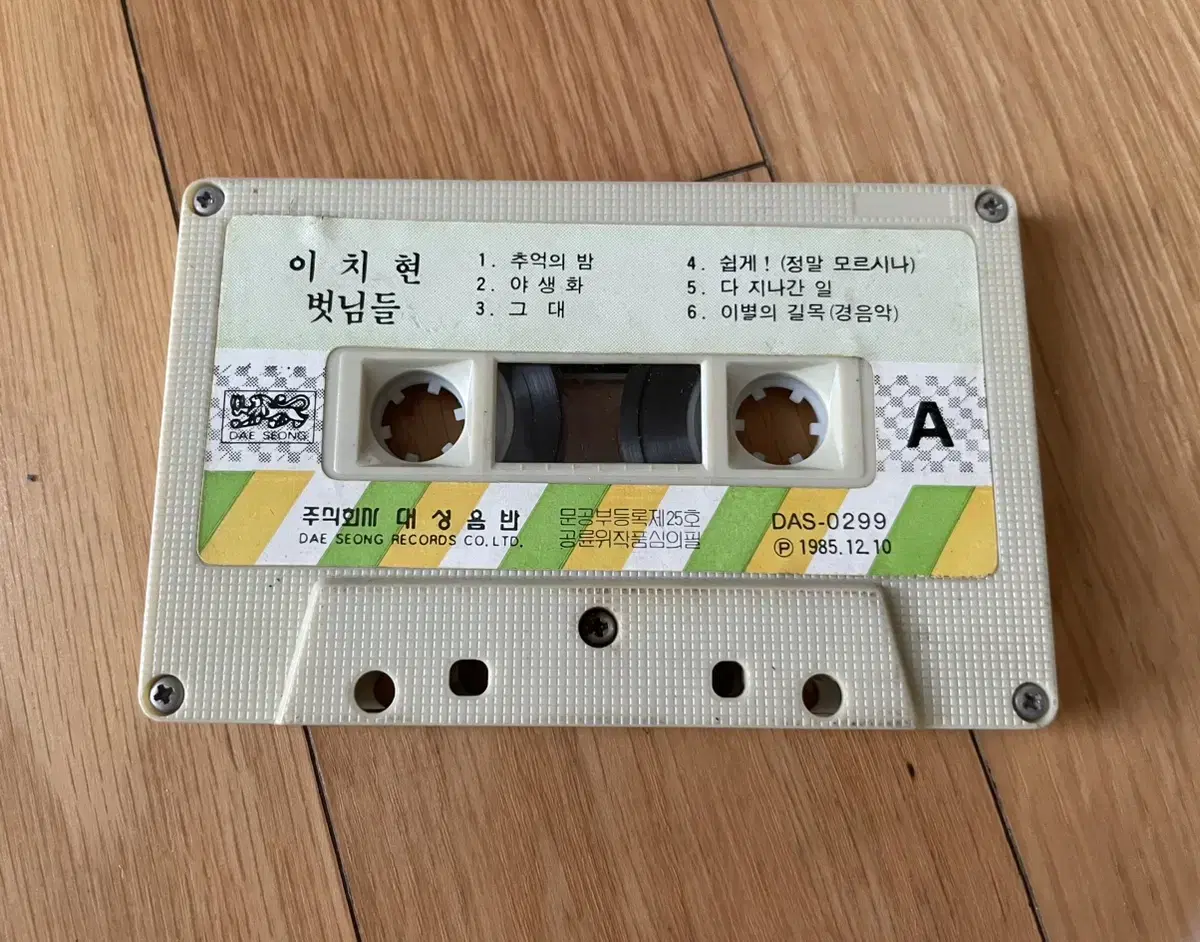 이 치 현
벗님들
1. 추억의 밤
2. 야 생 화
3. 그 대
4. 쉽게! (정말 모르시나)
5. 다 지나간 일
6. 이별의 길목 (경음악)
DAE SEONG
A
주식회사 대 성 음 반
DAE SEONG RECORDS CO. LTD.
문공부등록제25호
공륜위작품심의필
DAS-0299
Ⓟ 1985.12.10